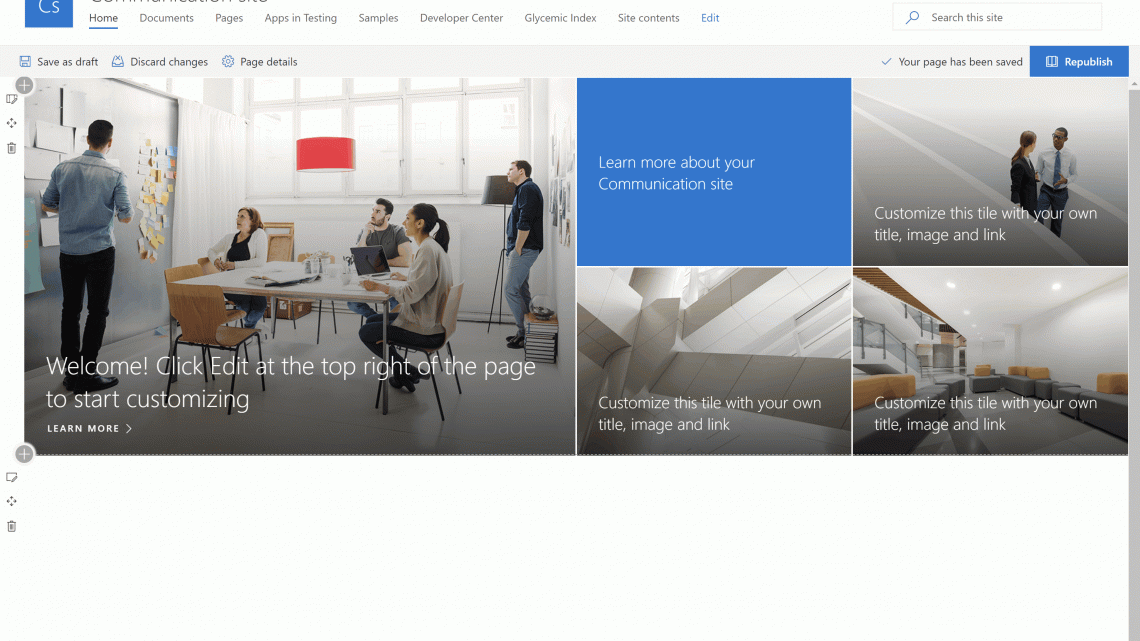 Cs
Communication site
Home Documents Pages Apps in Testing Samples Developer Center Glycemic Index Site contents Edit
Search this site
Save as draft Discard changes Page details
Your page has been saved Republish
Learn more about your
Communication site
Customize this tile with your own
title, image and link
Welcome! Click Edit at the top right of the page
to start customizing
LEARN MORE
Customize this tile with your own
title, image and link
Customize this tile with your own
title, image and link